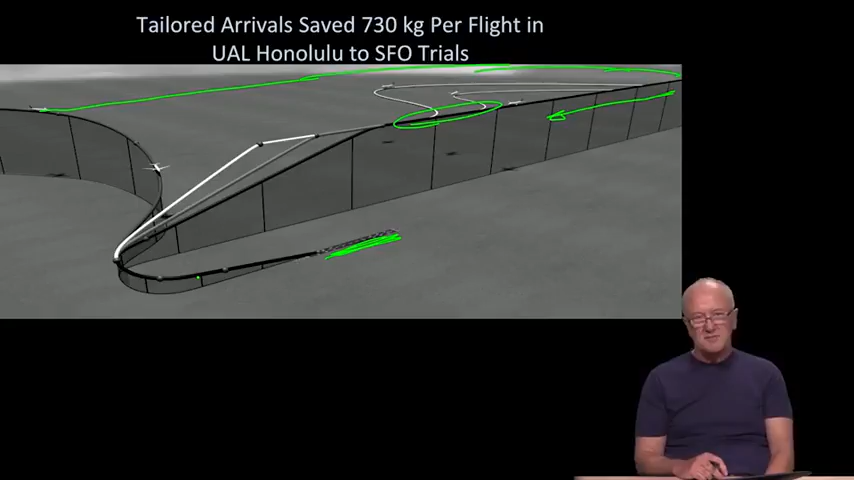 Tailored Arrivals Saved 730 kg Per Flight in
UAL Honolulu to SFO Trials